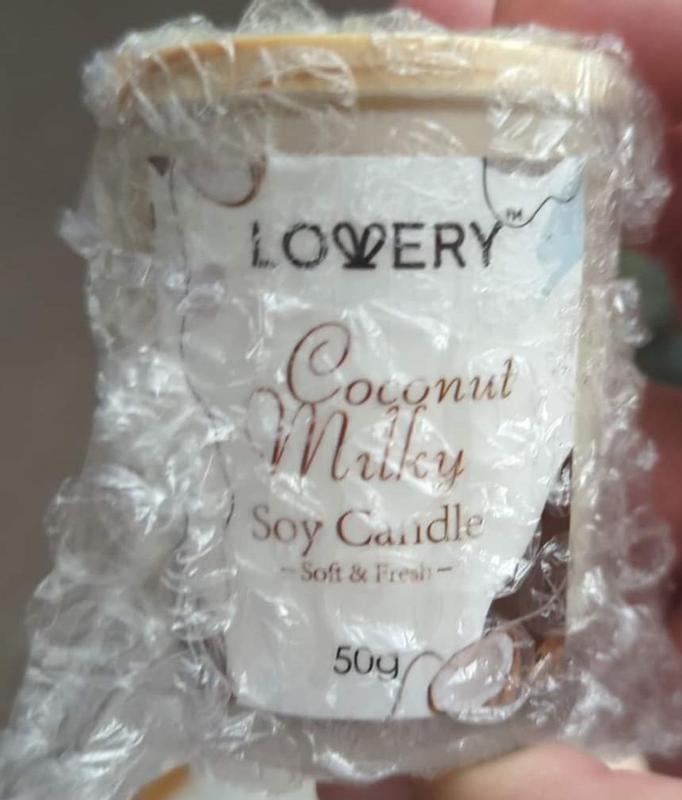 LOVERY™
Coconut
Milky
Soy Candle
– Soft & Fresh –
50g